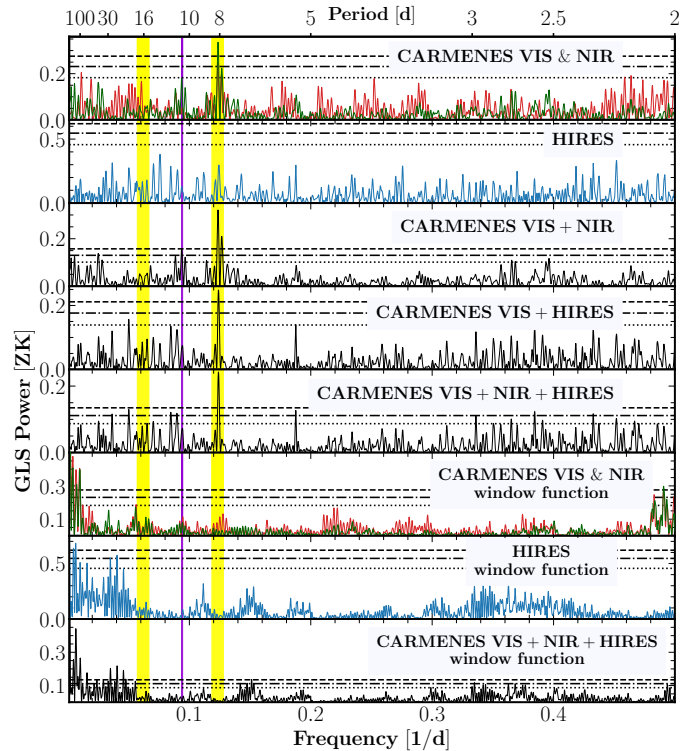 Period [d]
100 30 16 10 8 5 3 2.5 2
CARMENES VIS & NIR
0.2
0.0
HIRES
0.5
0.0
CARMENES VIS + NIR
0.2
0.0
CARMENES VIS + HIRES
0.2
0.0
CARMENES VIS + NIR + HIRES
0.2
0.0
CARMENES VIS & NIR
window function
0.3
0.1
HIRES
window function
0.5
0.0
CARMENES VIS + NIR + HIRES
window function
0.3
0.1
GLS Power [ZK]
0.1 0.2 0.3 0.4
Frequency [1/d]